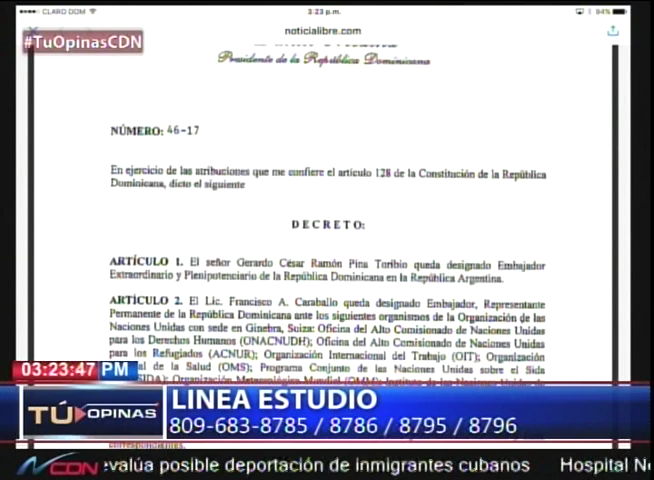 CLARO DOM
3:23 p.m.
94%
noticialibre.com
#TuOpinasCDN
Presidente de la República Dominicana
NÚMERO: 46-17
En ejercicio de las atribuciones que me confiere el artículo 128 de la Constitución de la República
Dominicana, dicto el siguiente
DECRETO:
ARTÍCULO 1. El señor Gerardo César Ramón Pina Toribio queda designado Embajador
Extraordinario y Plenipotenciario de la República Dominicana en la República Argentina.
ARTÍCULO 2. El Lic. Francisco A. Caraballo queda designado Embajador, Representante
Permanente de la República Dominicana ante los siguientes organismos de la Organización de las
Naciones Unidas con sede en Ginebra, Suiza: Oficina del Alto Comisionado de Naciones Unidas
para los Derechos Humanos (ONACNUDH); Oficina del Alto Comisionado de Naciones Unidas
para los Refugiados (ACNUR); Organización Internacional del Trabajo (OIT); Organización
al de la Salud (OMS); Programa Conjunto de las Naciones Unidas sobre el Sida
SIDA); Organización Meteorológica Mundial (OMM);
03:23:47 PM
TÚ OPINAS
LINEA ESTUDIO
809-683-8785 / 8786 / 8795 / 8796
CDN
evalúa posible deportación de inmigrantes cubanos Hospital N